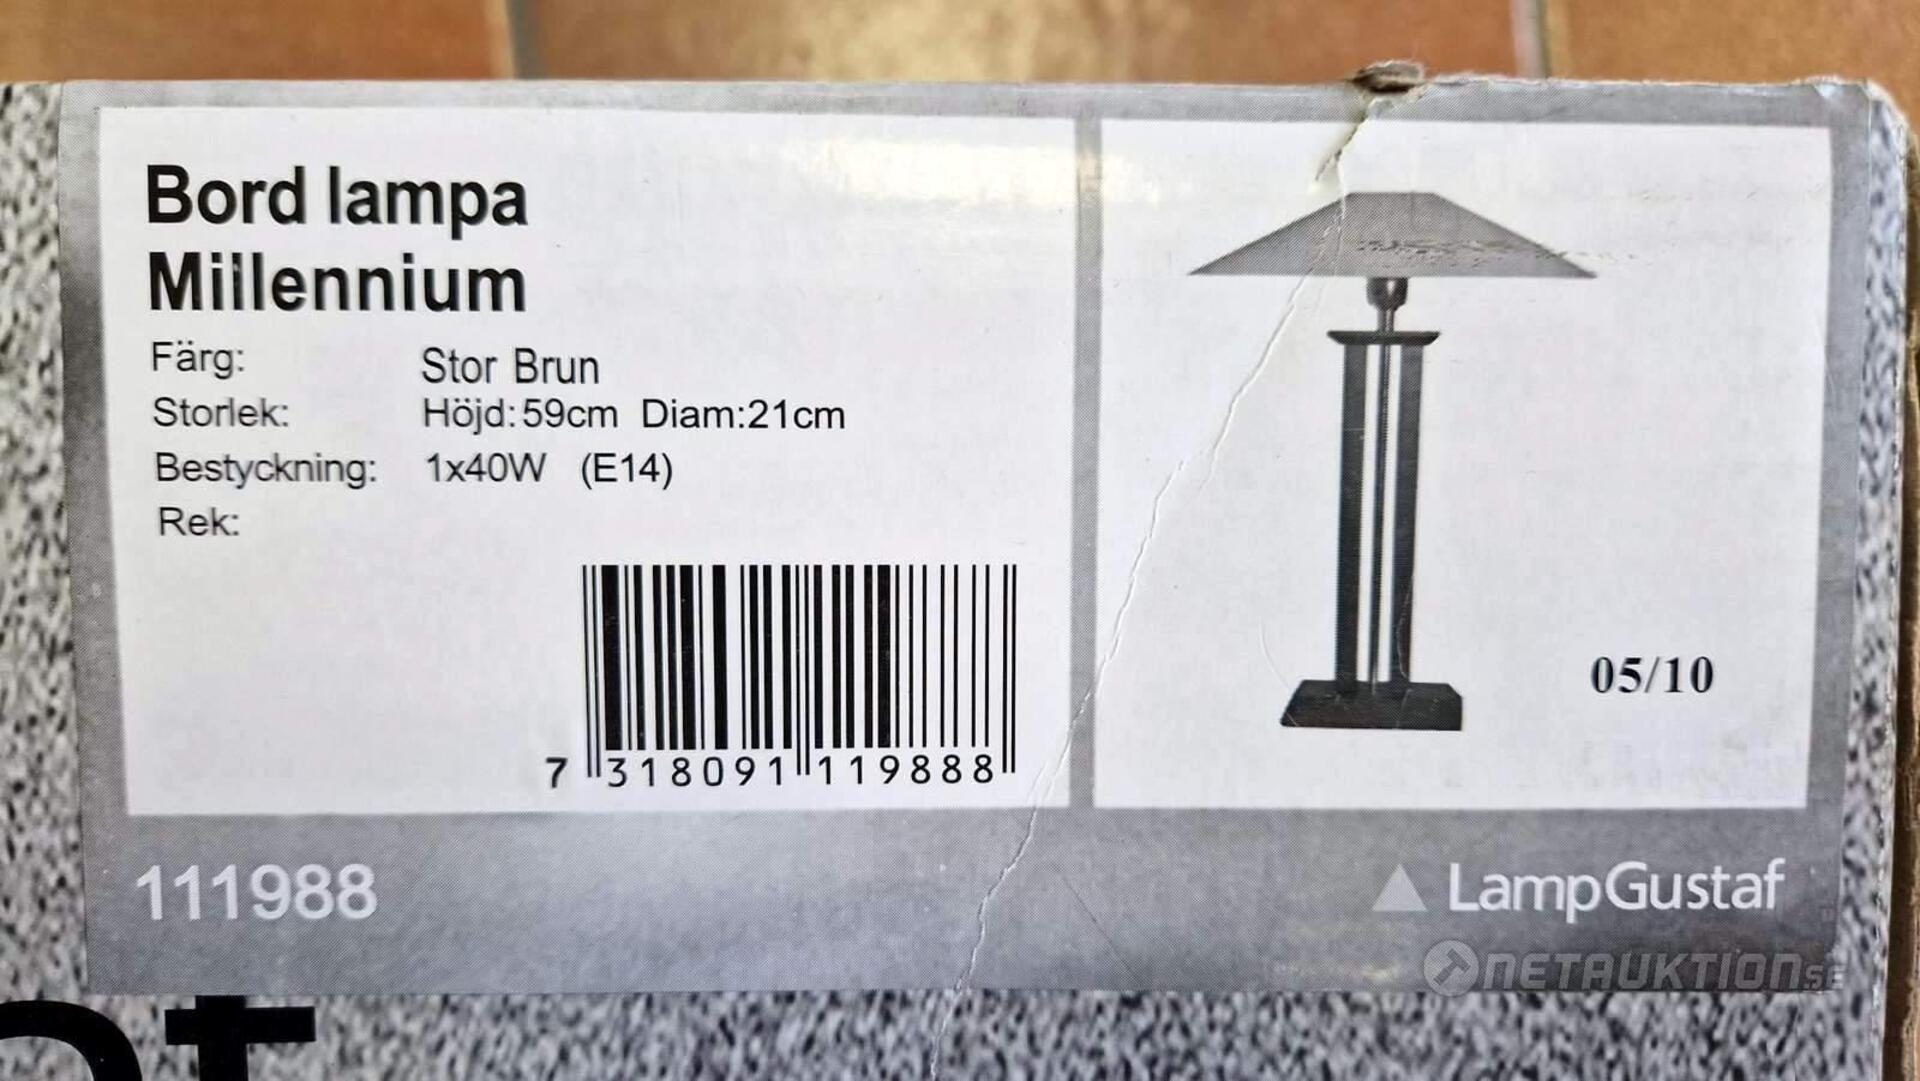 Bord lampa
Millennium
Färg: Stor Brun
Storlek: Höjd: 59cm Diam:21cm
Bestyckning: 1x40W (E14)
Rek:
7 318091 119888
05/10
111988
LampGustaf
NETAUKTION.SE